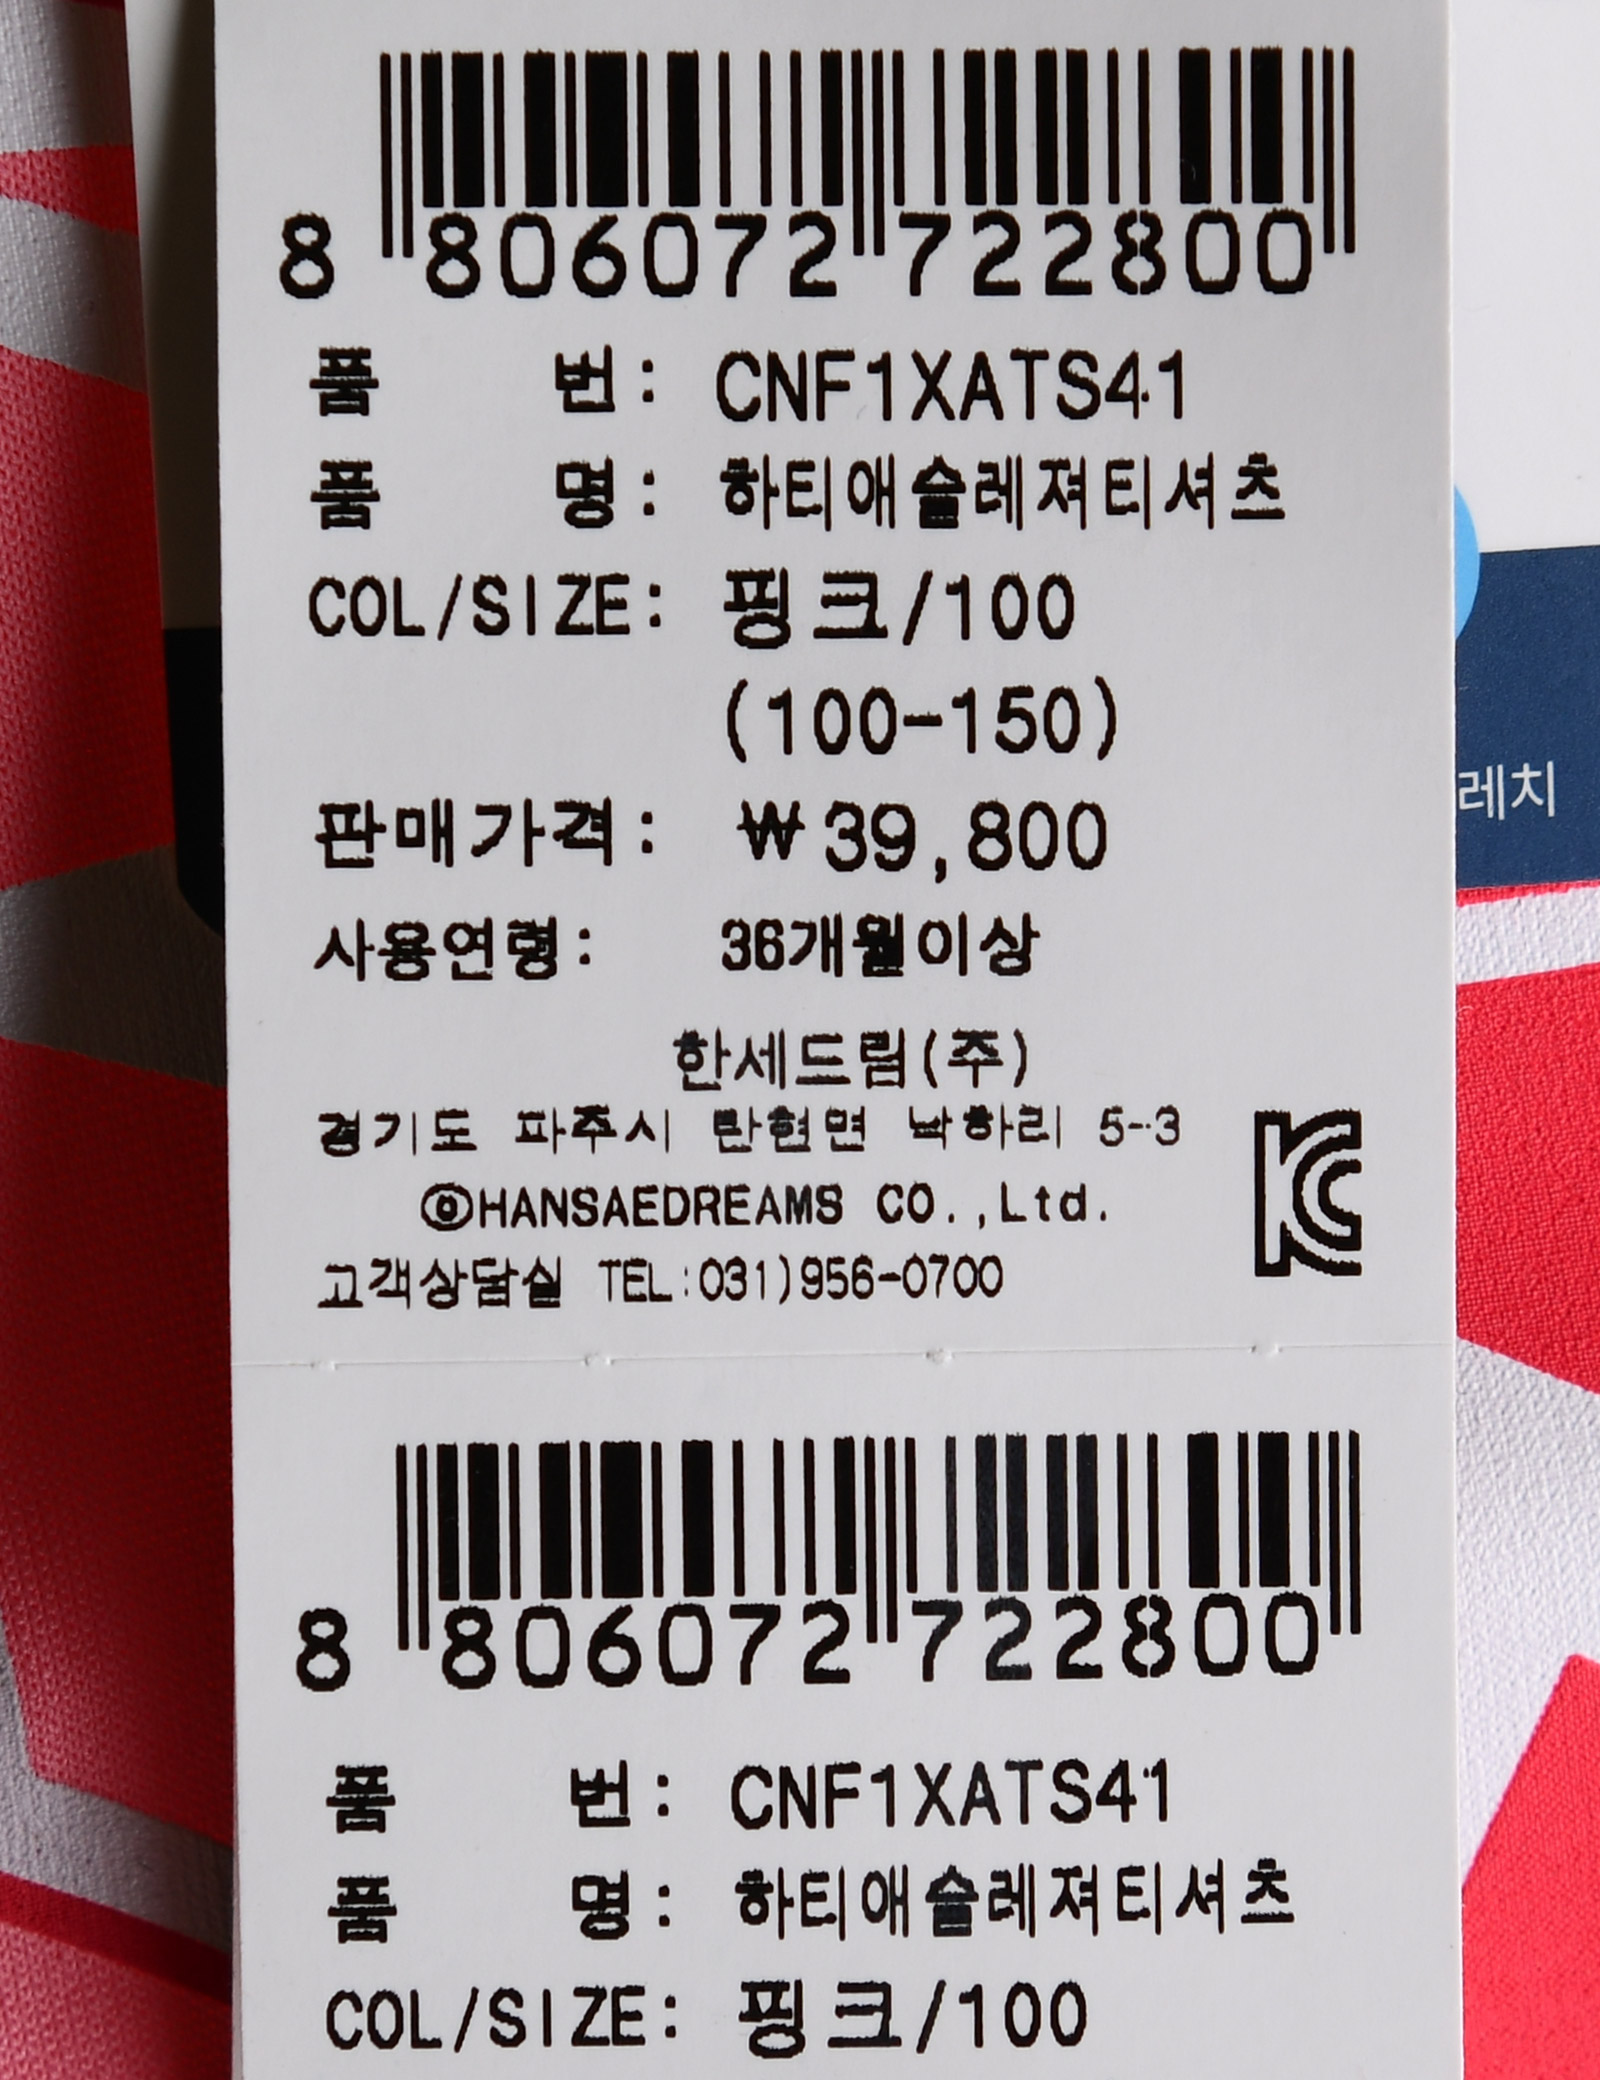 8 806072 722800
품 번: CNF1XATS41
품 명: 하티애슬레져티셔츠
COL/SIZE: 핑크/100
(100-150)
레치
판매가격: ₩39,800
사용연령: 36개월이상
한세드림(주)
경기도 파주시 탄현면 낙하리 5-3
◎HANSAEDREAMS CO.,Ltd.
고객상담실 TEL:031)956-0700
8 806072 722800
품 번: CNF1XATS41
품 명: 하티애슬레져티셔츠
COL/SIZE: 핑크/100